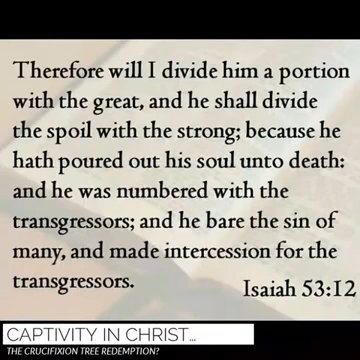 Therefore will I divide him a portion
with the great, and he shall divide
the spoil with the strong; because he
hath poured out his soul unto death:
and he was numbered with the
transgressors; and he bare the sin of
many, and made intercession for the
transgressors.
Isaiah 53:12
CAPTIVITY IN CHRIST...
THE CRUCIFIXION TREE REDEMPTION?